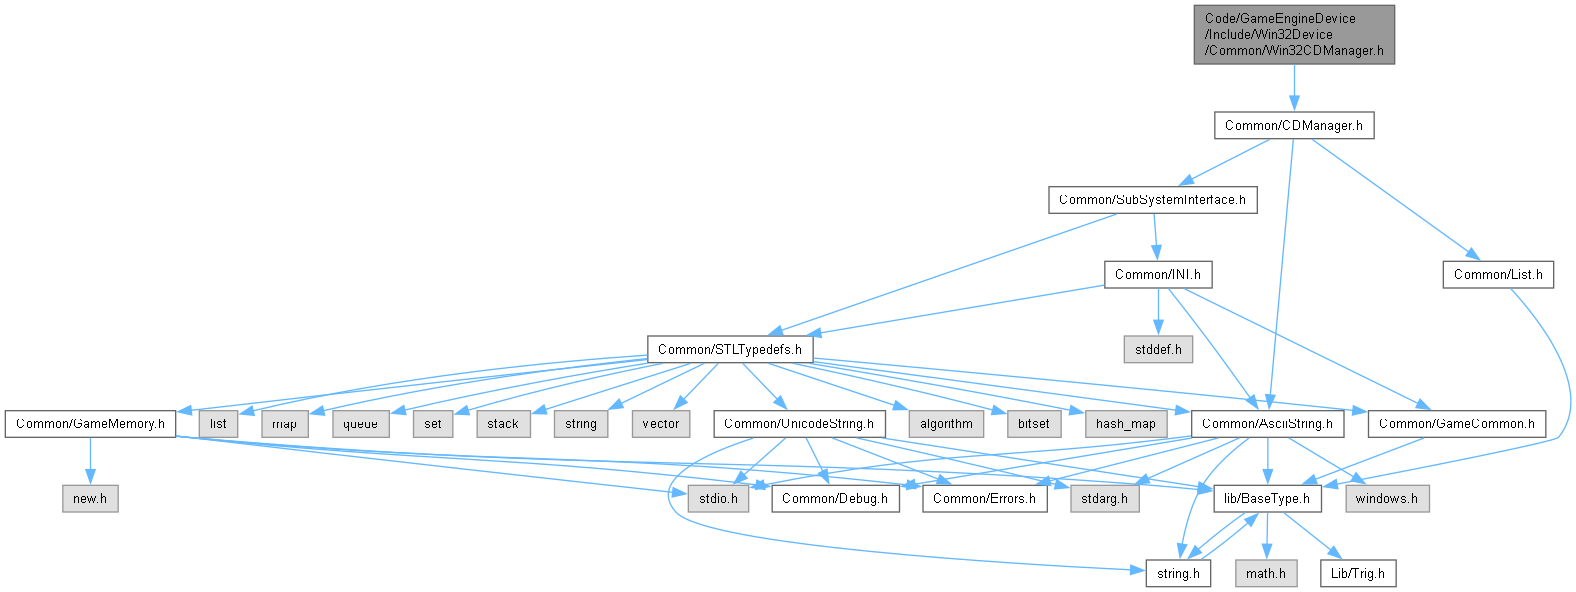 Code/GameEngineDevice
/Include/Win32Device
/Common/Win32CDManager.h
Common/CDManager.h
Common/SubSystemInterface.h
Common/INI.h
Common/List.h
Common/STLTypedefs.h
stddef.h
Common/GameMemory.h
list
map
queue
set
stack
string
vector
Common/UnicodeString.h
algorithm
bitset
hash_map
Common/AsciiString.h
Common/GameCommon.h
new.h
stdio.h
Common/Debug.h
Common/Errors.h
stdarg.h
lib/BaseType.h
windows.h
string.h
math.h
Lib/Trig.h